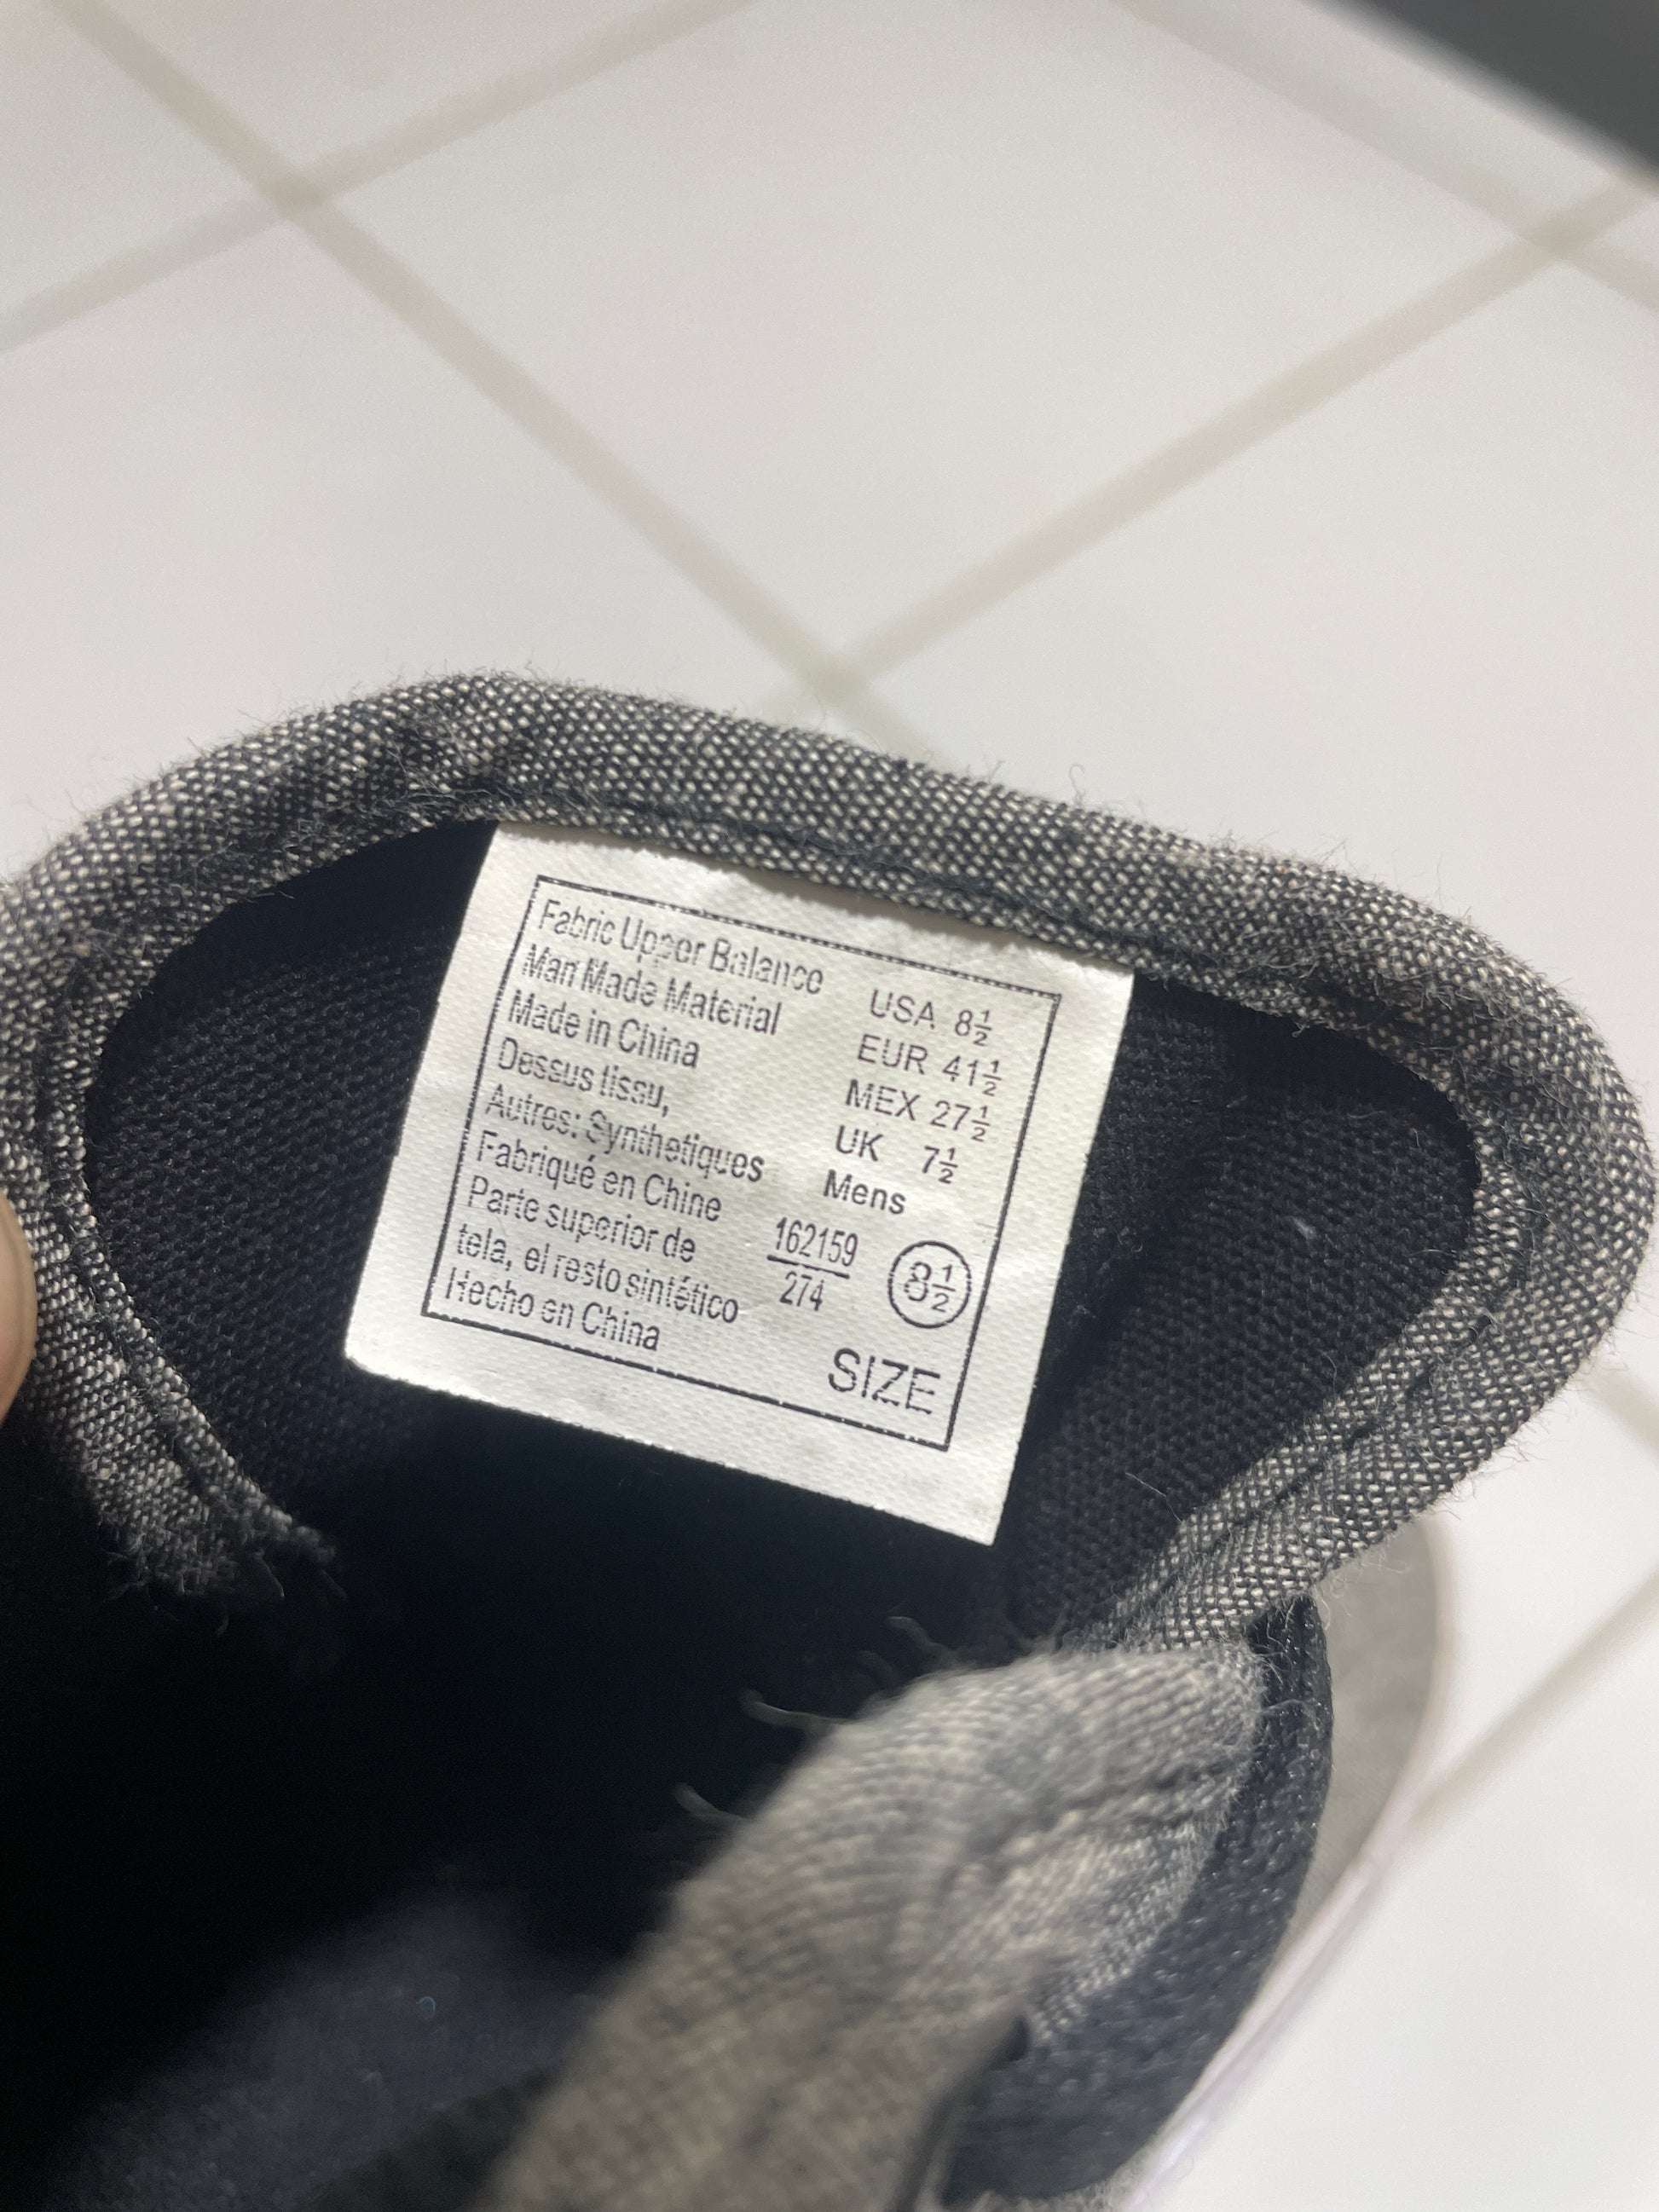 Fabric Upper Balance
Man Made Material
Made in China
Dessus tissu,
Autres: Synthetiques
Fabriqué en Chine
Parte superior de
tela, el resto sintético
Hecho en China
USA 8½
EUR 41½
MEX 27½
UK 7½
Mens
162159
274
8½
SIZE